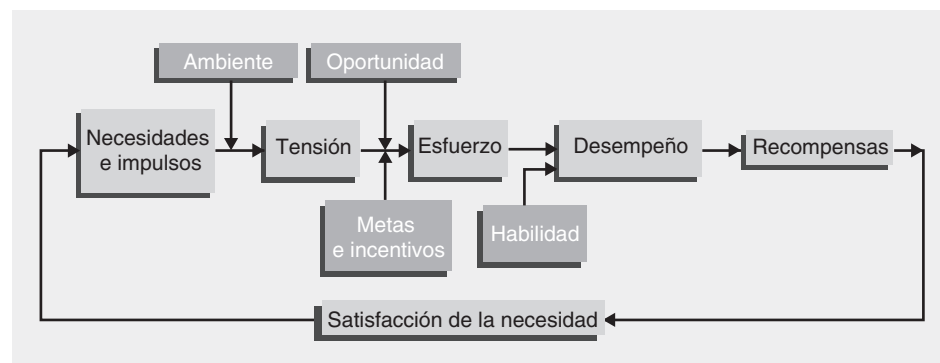 Ambiente
Oportunidad
Necesidades
e impulsos
Tensión
Esfuerzo
Desempeño
Recompensas
Metas
e incentivos
Habilidad
Satisfacción de la necesidad